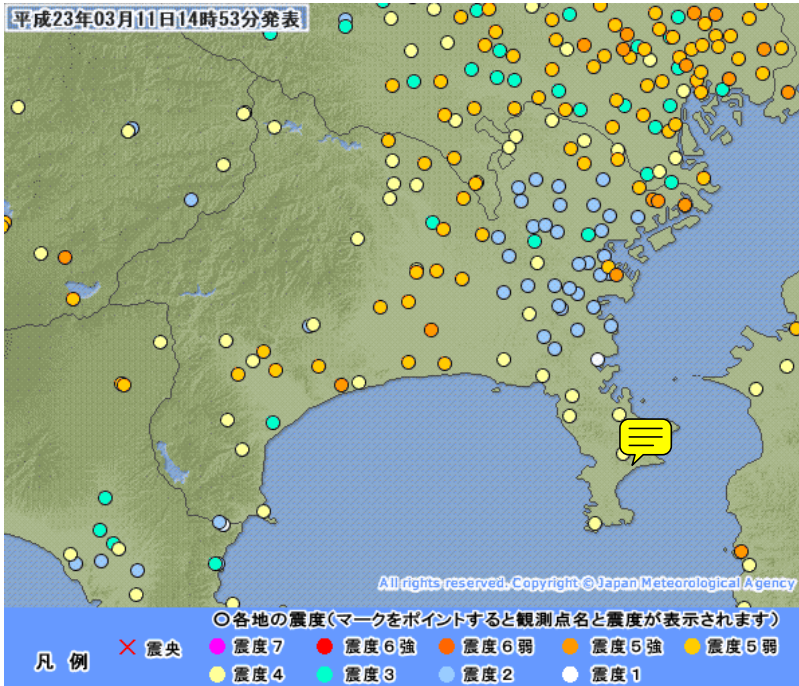 平成23年03月11日14時53分発表
All rights reserved. Copyright © Japan Meteorological Agency
○各地の震度(マークをポイントすると観測点名と震度が表示されます)
凡 例
× 震央 震度7 震度6強 震度6弱 震度5強 震度5弱
震度4 震度3 震度2 震度1